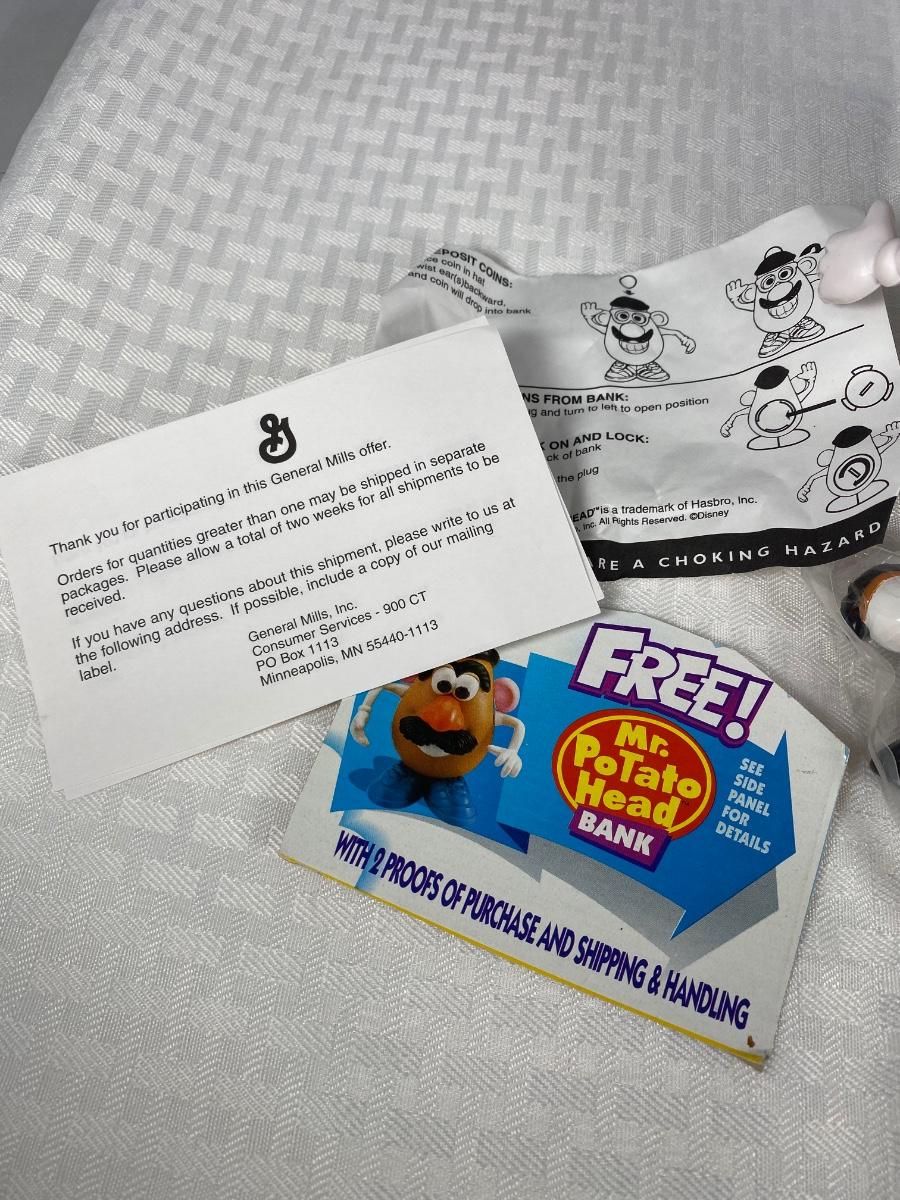 EPOSIT COINS:
ce coin in hat
wist ear(s)backward,
and coin will drop into bank
NS FROM BANK:
g and turn to left to open position
ON AND LOCK:
ck of bank
the plug
EAD" is a trademark of Hasbro, Inc.
Inc. All Rights Reserved. ©Disney
RE A CHOKING HAZARD
Thank you for participating in this General Mills offer.
Orders for quantities greater than one may be shipped in separate
packages. Please allow a total of two weeks for all shipments to be
received.
If you have any questions about this shipment, please write to us at
the following address. If possible, include a copy of our mailing
label.
General Mills, Inc.
Consumer Services - 900 CT
PO Box 1113
Minneapolis, MN 55440-1113
FREE!
Mr.
PoTaTo
Head
BANK
SEE
SIDE
PANEL
FOR
DETAILS
WITH 2 PROOFS OF PURCHASE AND SHIPPING & HANDLING